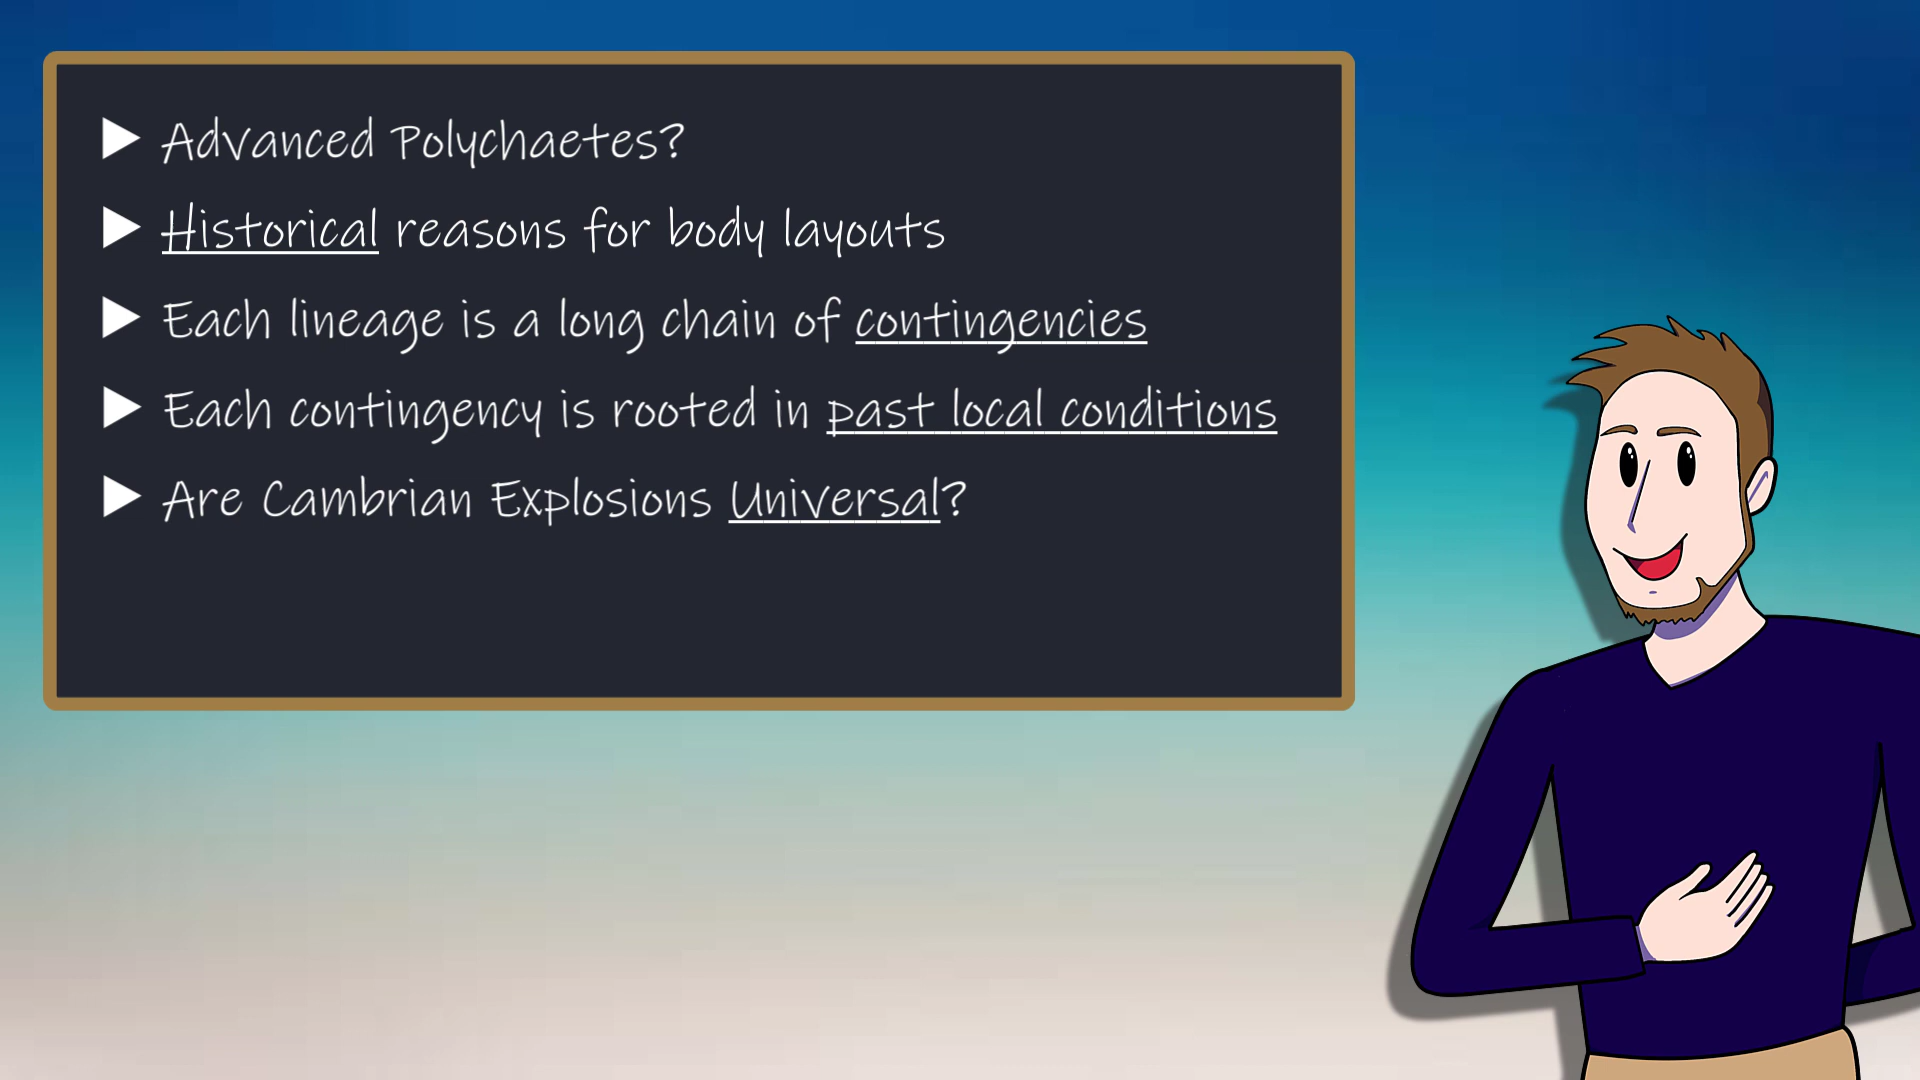 Advanced Polychaetes?
Historical reasons for body layouts
Each lineage is a long chain of contingencies
Each contingency is rooted in past local conditions
Are Cambrian Explosions Universal?